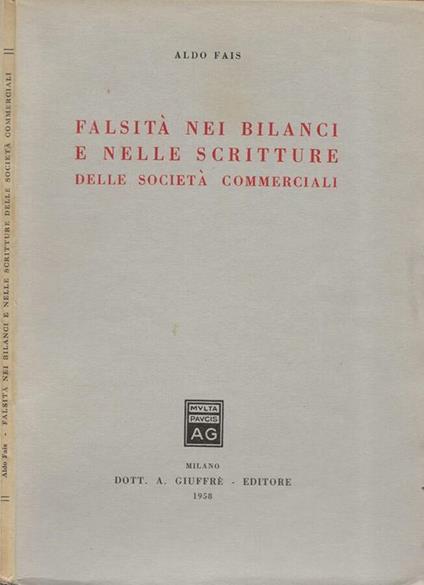 Aldo Fais - FALSITÀ NEI BILANCI E NELLE SCRITTURE DELLE SOCIETÀ COMMERCIALI
ALDO FAIS
FALSITÀ NEI BILANCI
E NELLE SCRITTURE
DELLE SOCIETÀ COMMERCIALI
MVLTA
PAVCIS
AG
MILANO
DOTT. A. GIUFFRÈ - EDITORE
1958